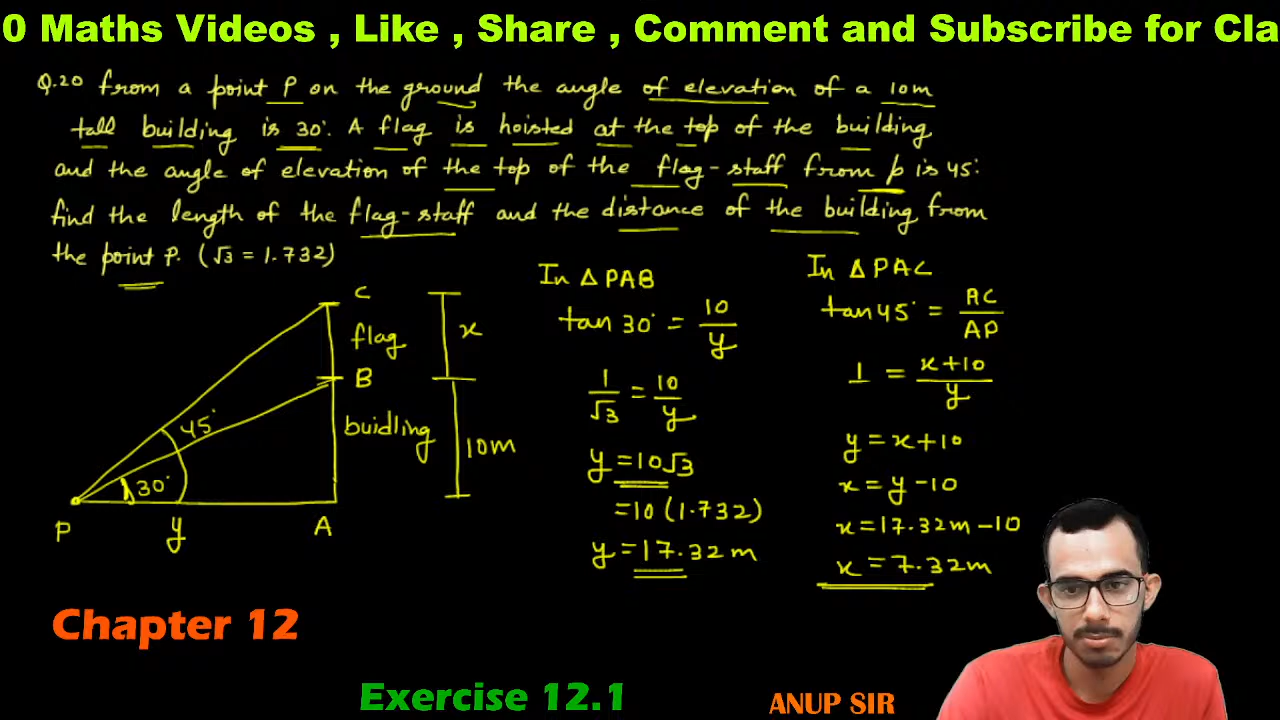 0 Maths Videos , Like , Share , Comment and Subscribe for Cla
Q.20 from a point P on the ground the angle of elevation of a 10m
tall building is 30°. A flag is hoisted at the top of the building
and the angle of elevation of the top of the flag-staff from p is 45°.
find the length of the flag-staff and the distance of the building from
the point P. (√3 = 1.732)
C
flag
x
B
45°
buidling
10m
30°
P
y
A
In △ PAB
tan 30° = 10/y
1/√3 = 10/y
y = 10√3
= 10 (1.732)
y = 17.32 m
In △ PAC
tan 45° = AC/AP
1 = x+10/y
y = x+10
x = y-10
x = 17.32m - 10
x = 7.32m
Chapter 12
Exercise 12.1
ANUP SIR